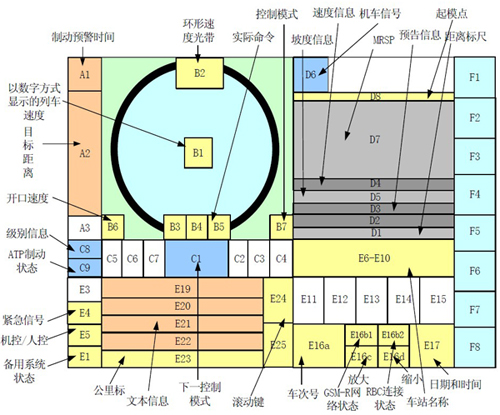 控制模式
环形速
度光带
速度信息
起模点
制动预警时间
实际命令
机车信号
预告信息
坡度信息
MRSP
距离标尺
A1
B2
D6
F1
D8
以数字方式
显示的列车
速度
F2
目
标
距
离
A2
B1
D7
F3
开口速度
D4
F4
D5
B6
B3
B4
B5
B7
D3
A3
D2
级别信息
D1
F5
C8
ATP制动
状态
C9
C5
C6
C7
C1
C2
C3
C4
E6-E10
F6
E3
E19
E24
E11
E12
E13
E14
E15
紧急信号
E4
E20
F7
机控/人控
E5
E21
E22
E16a
E16b1
E16b2
E17
F8
备用系统
状态
E1
E23
E25
E16c
E16d
公里标
文本信息
下一控制
模式
滚动键
车次号
放大
GSM-R网
络状态
RBC连接
状态
缩小
车站名称
日期和时间